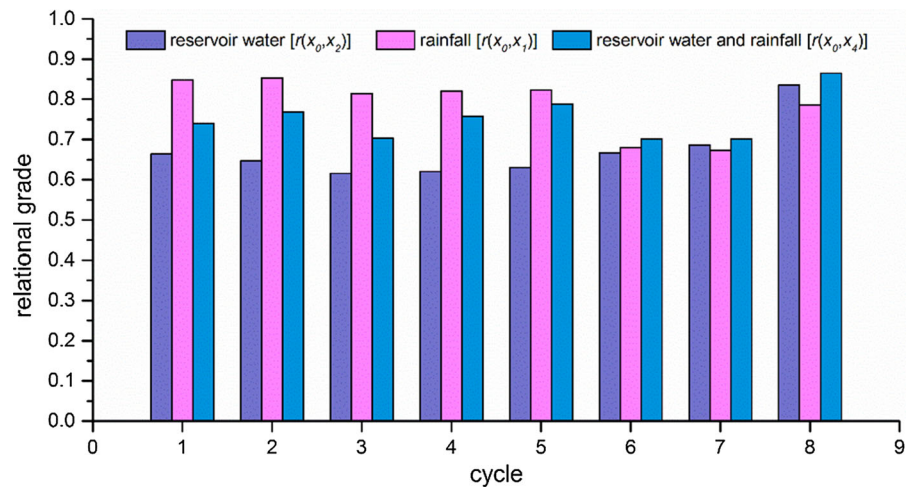 1.0
0.9
0.8
0.7
0.6
0.5
0.4
0.3
0.2
0.1
0.0
relational grade
reservoir water [r(x₀,x₂)] rainfall [r(x₀,x₁)] reservoir water and rainfall [r(x₀,x₄)]
0 1 2 3 4 5 6 7 8 9
cycle